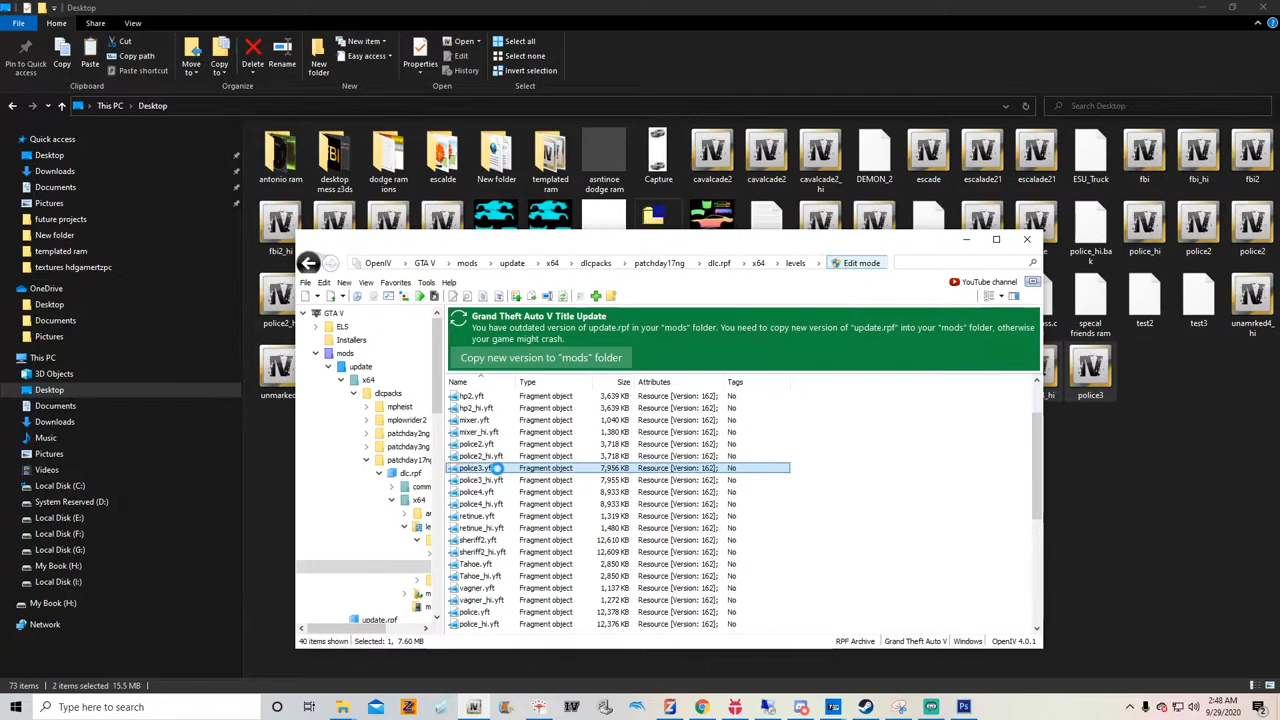 Desktop
File
Home
Share
View
Pin to Quick access
Copy
Paste
Cut
Copy path
Paste shortcut
Move to
Copy to
Delete
Rename
New folder
New item
Easy access
Properties
Open
Edit
History
Select all
Select none
Invert selection
Clipboard
Organize
New
Open
Select
This PC > Desktop
Search Desktop
Quick access
Desktop
Downloads
Documents
Pictures
future projects
New folder
templated ram
textures hdgamertzpc
OneDrive
Desktop
Documents
Pictures
This PC
3D Objects
Desktop
Documents
Downloads
Music
Pictures
Videos
Local Disk (C:)
System Reserved (D:)
Local Disk (E:)
Local Disk (F:)
Local Disk (G:)
My Book (H:)
Local Disk (I:)
My Book (H:)
Network
antonio ram
desktop mess z3ds
dodge ram ions
escalde
New folder
templated ram
asntinoe dodge ram
Capture
cavalcade2
cavalcade2
cavalcade2_hi
DEMON_2
escade
escalade21
escalade21
ESU_Truck
fbi
fbi_hi
fbi2
fbi2_hi
police_hi.bak
police2
police2
police2_h
special friends ram
test2
test3
unamrked4_hi
unmarked
police3
OpenIV
GTA V
mods
update
x64
dlcpacks
patchday17ng
dlc.rpf
x64
levels
Edit mode
File Edit New View Favorites Tools Help
YouTube channel
GTA V
ELS
Installers
mods
update
x64
dlcpacks
mpheist
mplowrider2
patchday2ng
patchday3ng
patchday17ng
dlc.rpf
comm
x64
update.rpf
Grand Theft Auto V Title Update
You have outdated version of update.rpf in your "mods" folder. You need to copy new version of "update.rpf" into your "mods" folder, otherwise
your game might crash.
Copy new version to "mods" folder
Name Type Size Attributes Tags
hp2.yft Fragment object 3,639 KB Resource [Version: 162]; No
hp2_hi.yft Fragment object 3,639 KB Resource [Version: 162]; No
mixer.yft Fragment object 1,040 KB Resource [Version: 162]; No
mixer_hi.yft Fragment object 1,380 KB Resource [Version: 162]; No
police2.yft Fragment object 3,718 KB Resource [Version: 162]; No
police2_hi.yft Fragment object 3,718 KB Resource [Version: 162]; No
police3.yf Fragment object 7,956 KB Resource [Version: 162]; No
police3_hi.yft Fragment object 7,955 KB Resource [Version: 162]; No
police4.yft Fragment object 8,933 KB Resource [Version: 162]; No
police4_hi.yft Fragment object 8,933 KB Resource [Version: 162]; No
retinue.yft Fragment object 1,319 KB Resource [Version: 162]; No
retinue_hi.yft Fragment object 1,480 KB Resource [Version: 162]; No
sheriff2.yft Fragment object 12,610 KB Resource [Version: 162]; No
sheriff2_hi.yft Fragment object 12,609 KB Resource [Version: 162]; No
Tahoe.yft Fragment object 2,850 KB Resource [Version: 162]; No
Tahoe_hi.yft Fragment object 2,850 KB Resource [Version: 162]; No
vagner.yft Fragment object 1,137 KB Resource [Version: 162]; No
vagner_hi.yft Fragment object 1,272 KB Resource [Version: 162]; No
police.yft Fragment object 12,378 KB Resource [Version: 162]; No
police_hi.yft Fragment object 12,376 KB Resource [Version: 162]; No
40 items shown Selected: 1, 7.60 MB
RPF Archive Grand Theft Auto V Windows OpenIV 4.0.1
73 items 2 items selected 15.5 MB
Type here to search
2:48 AM
9/29/2020